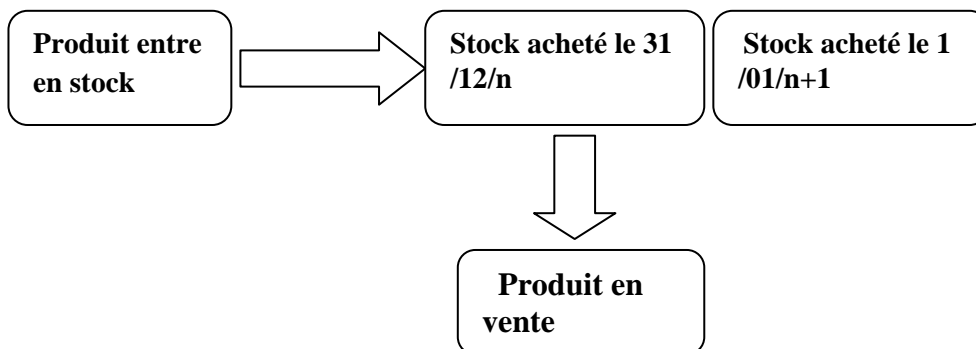 Produit entre
en stock
Stock acheté le 31
/12/n
Stock acheté le 1
/01/n+1
Produit en
vente